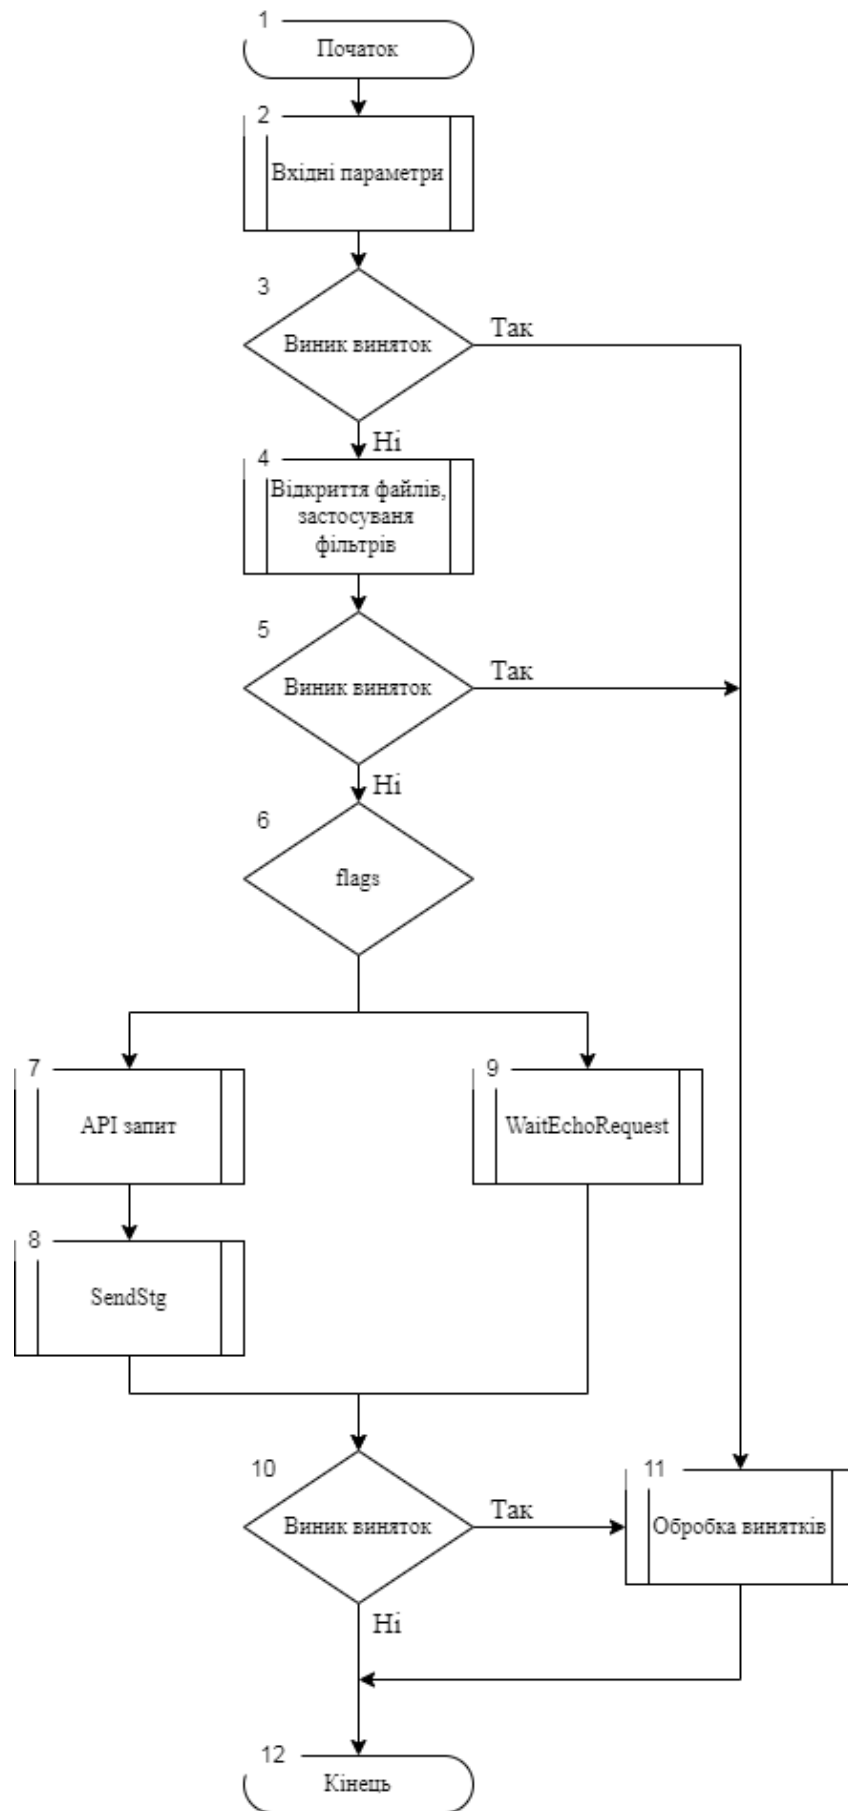 1
Початок
2
Вхідні параметри
3
Виник виняток
Так
Ні
4
Відкриття файлів,
застосуваня
фільтрів
5
Виник виняток
Так
Ні
6
flags
7
API запит
9
WaitEchoRequest
8
SendStg
10
Виник виняток
Так
Ні
11
Обробка винятків
12
Кінець